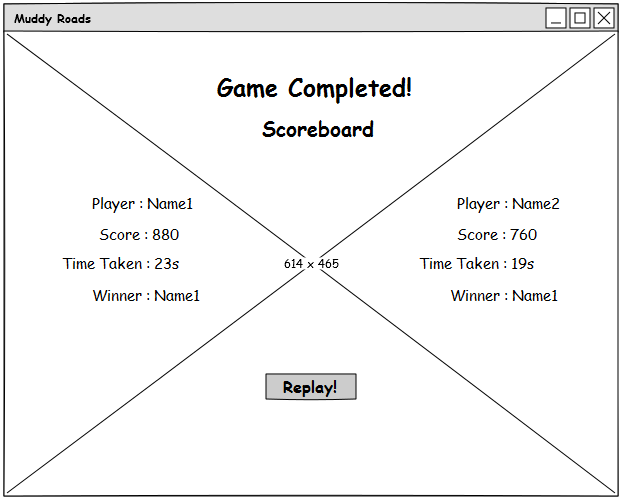 Muddy Roads
Game Completed!
Scoreboard
Player : Name1
Score : 880
Time Taken : 23s
Winner : Name1
Player : Name2
Score : 760
Time Taken : 19s
Winner : Name1
614 x 465
Replay!